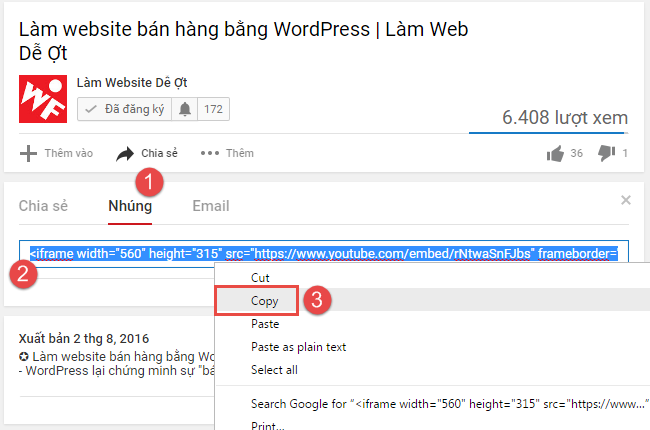 Làm website bán hàng bằng WordPress | Làm Web
Dễ Ợt
WF
Làm Website Dễ Ợt
Đã đăng ký 172
6.408 lượt xem
Thêm vào Chia sẻ Thêm 36 1
1
Chia sẻ Nhúng Email
<iframe width="560" height="315" src="https://www.youtube.com/embed/rNtwaSnFJbs" frameborder=
2
Cut
Copy 3
Paste
Paste as plain text
Select all
Search Google for “<iframe width="560" height="315" src="https://www...”
Print...
Xuất bản 2 thg 8, 2016
✪ Làm website bán hàng bằng Wo
- WordPress lại chứng minh sự "bá